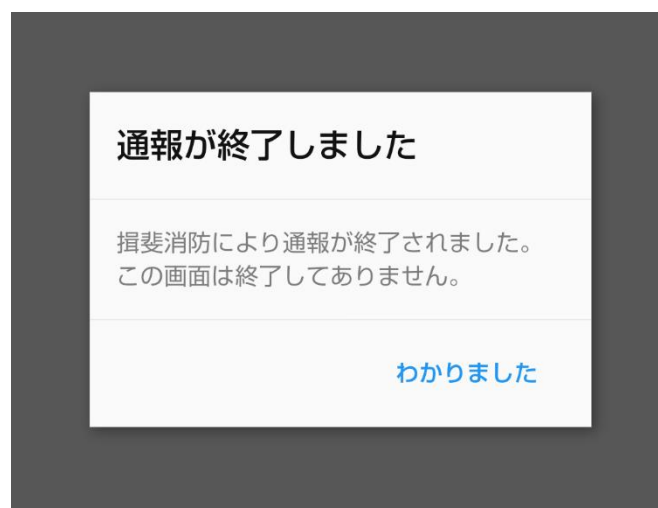 通報が終了しました
揖斐消防により通報が終了されました。
この画面は終了してありません。
わかりました